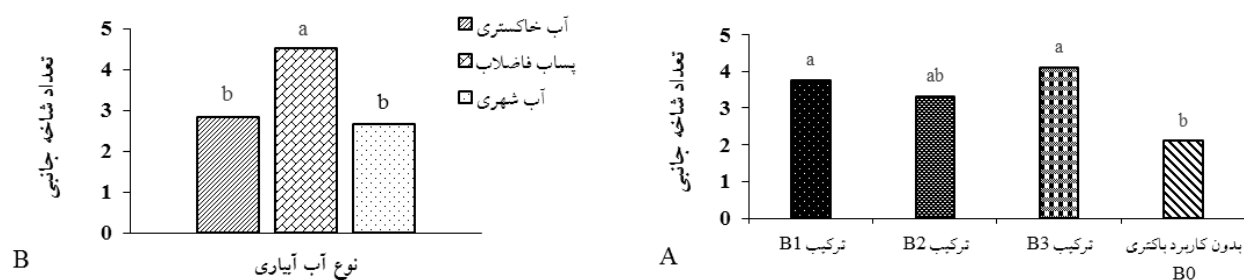 تعداد شاخه جانبی
5
4
3
2
1
0
b
a
b
آب خاکستری
پساب فاضلاب
آب شهری
نوع آب آبیاری
B
تعداد شاخه جانبی
5
4
3
2
1
0
a
ab
a
b
ترکیب B1
ترکیب B2
ترکیب B3
بدون کاربرد باکتری
B0
A